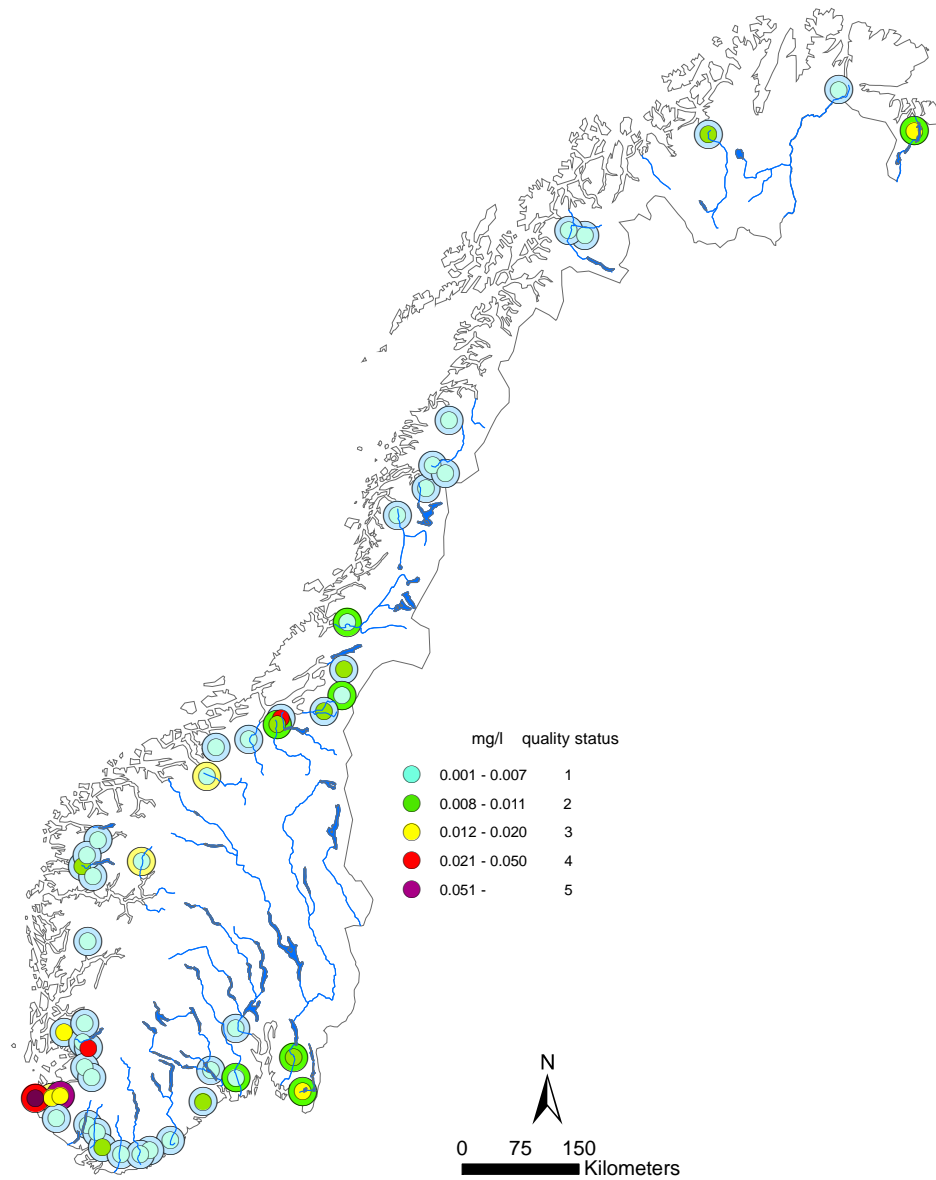 mg/l quality status
0.001 - 0.007 1
0.008 - 0.011 2
0.012 - 0.020 3
0.021 - 0.050 4
0.051 - 5
N
0 75 150
Kilometers